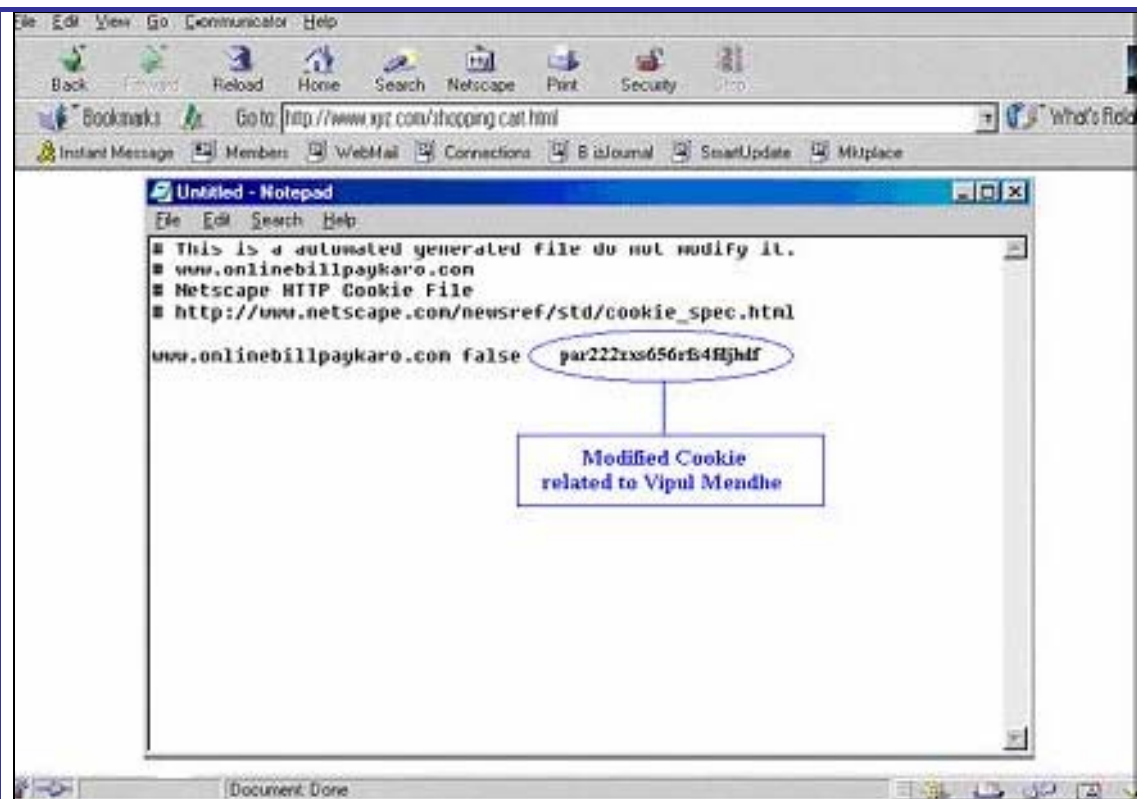 File Edit View Go Communicator Help
Back Forward Reload Home Search Netscape Print Security Stop
Bookmarks Go to: http://www.xyz.com/shopping cart.html What's Rela
Instant Message Members WebMail Connections BizJournal SmartUpdate Mktplace
Untitled - Notepad
File Edit Search Help
# This is a automated generated file do not modify it.
# www.onlinebillpaykaro.com
# Netscape HTTP Cookie File
# http://www.netscape.com/newsref/std/cookie_spec.html
www.onlinebillpaykaro.com false
Modified Cookie
related to Vipul Mendhe
Document: Done